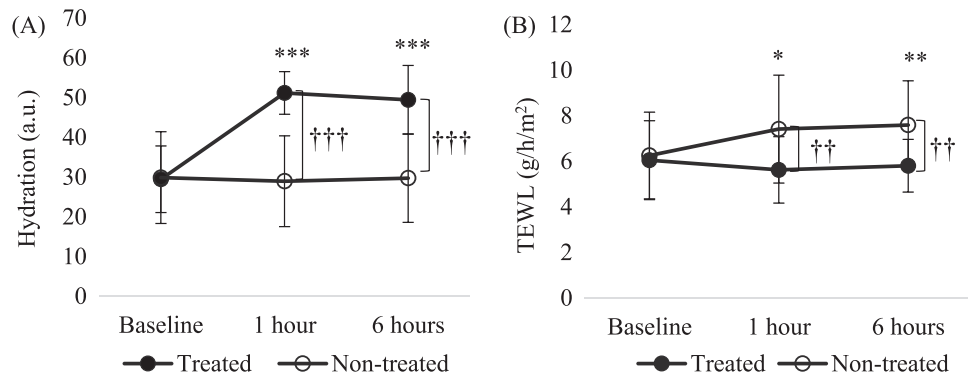 (A)
Hydration (a.u.)
70
60
50
40
30
20
10
0
***
***
†††
†††
Baseline 1 hour 6 hours
Treated Non-treated
(B)
TEWL (g/h/m²)
12
10
8
6
4
2
0
*
**
††
††
Baseline 1 hour 6 hours
Treated Non-treated